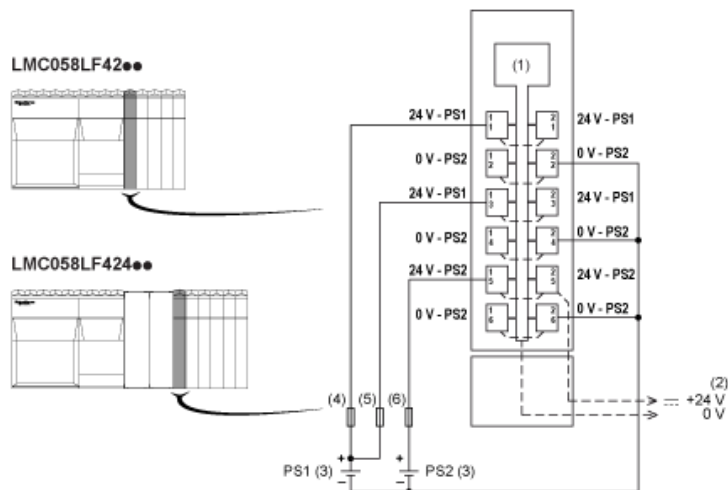 LMC058LF42●●
LMC058LF424●●
(1)
24 V - PS1
1 1
2 1
24 V - PS1
0 V - PS2
1 2
2 2
0 V - PS2
24 V - PS1
1 3
2 3
24 V - PS1
0 V - PS2
1 4
2 4
0 V - PS2
24 V - PS2
1 5
2 5
24 V - PS2
0 V - PS2
1 6
2 6
0 V - PS2
(2)
+24 V
0 V
(4) (5) (6)
+ +
PS1 (3) PS2 (3)
− −